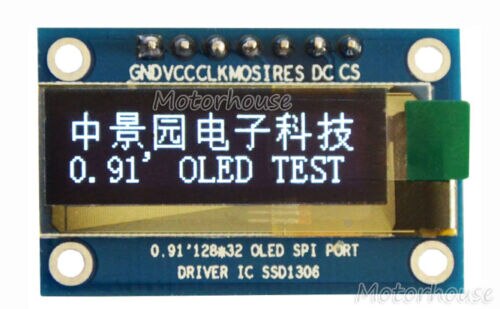 GNDVCCCLKMOSIRES DC CS
Motorhouse
中景园电子科技
0.91' OLED TEST
0.91'128*32 OLED SPI PORT
DRIVER IC SSD1306
Motorhouse